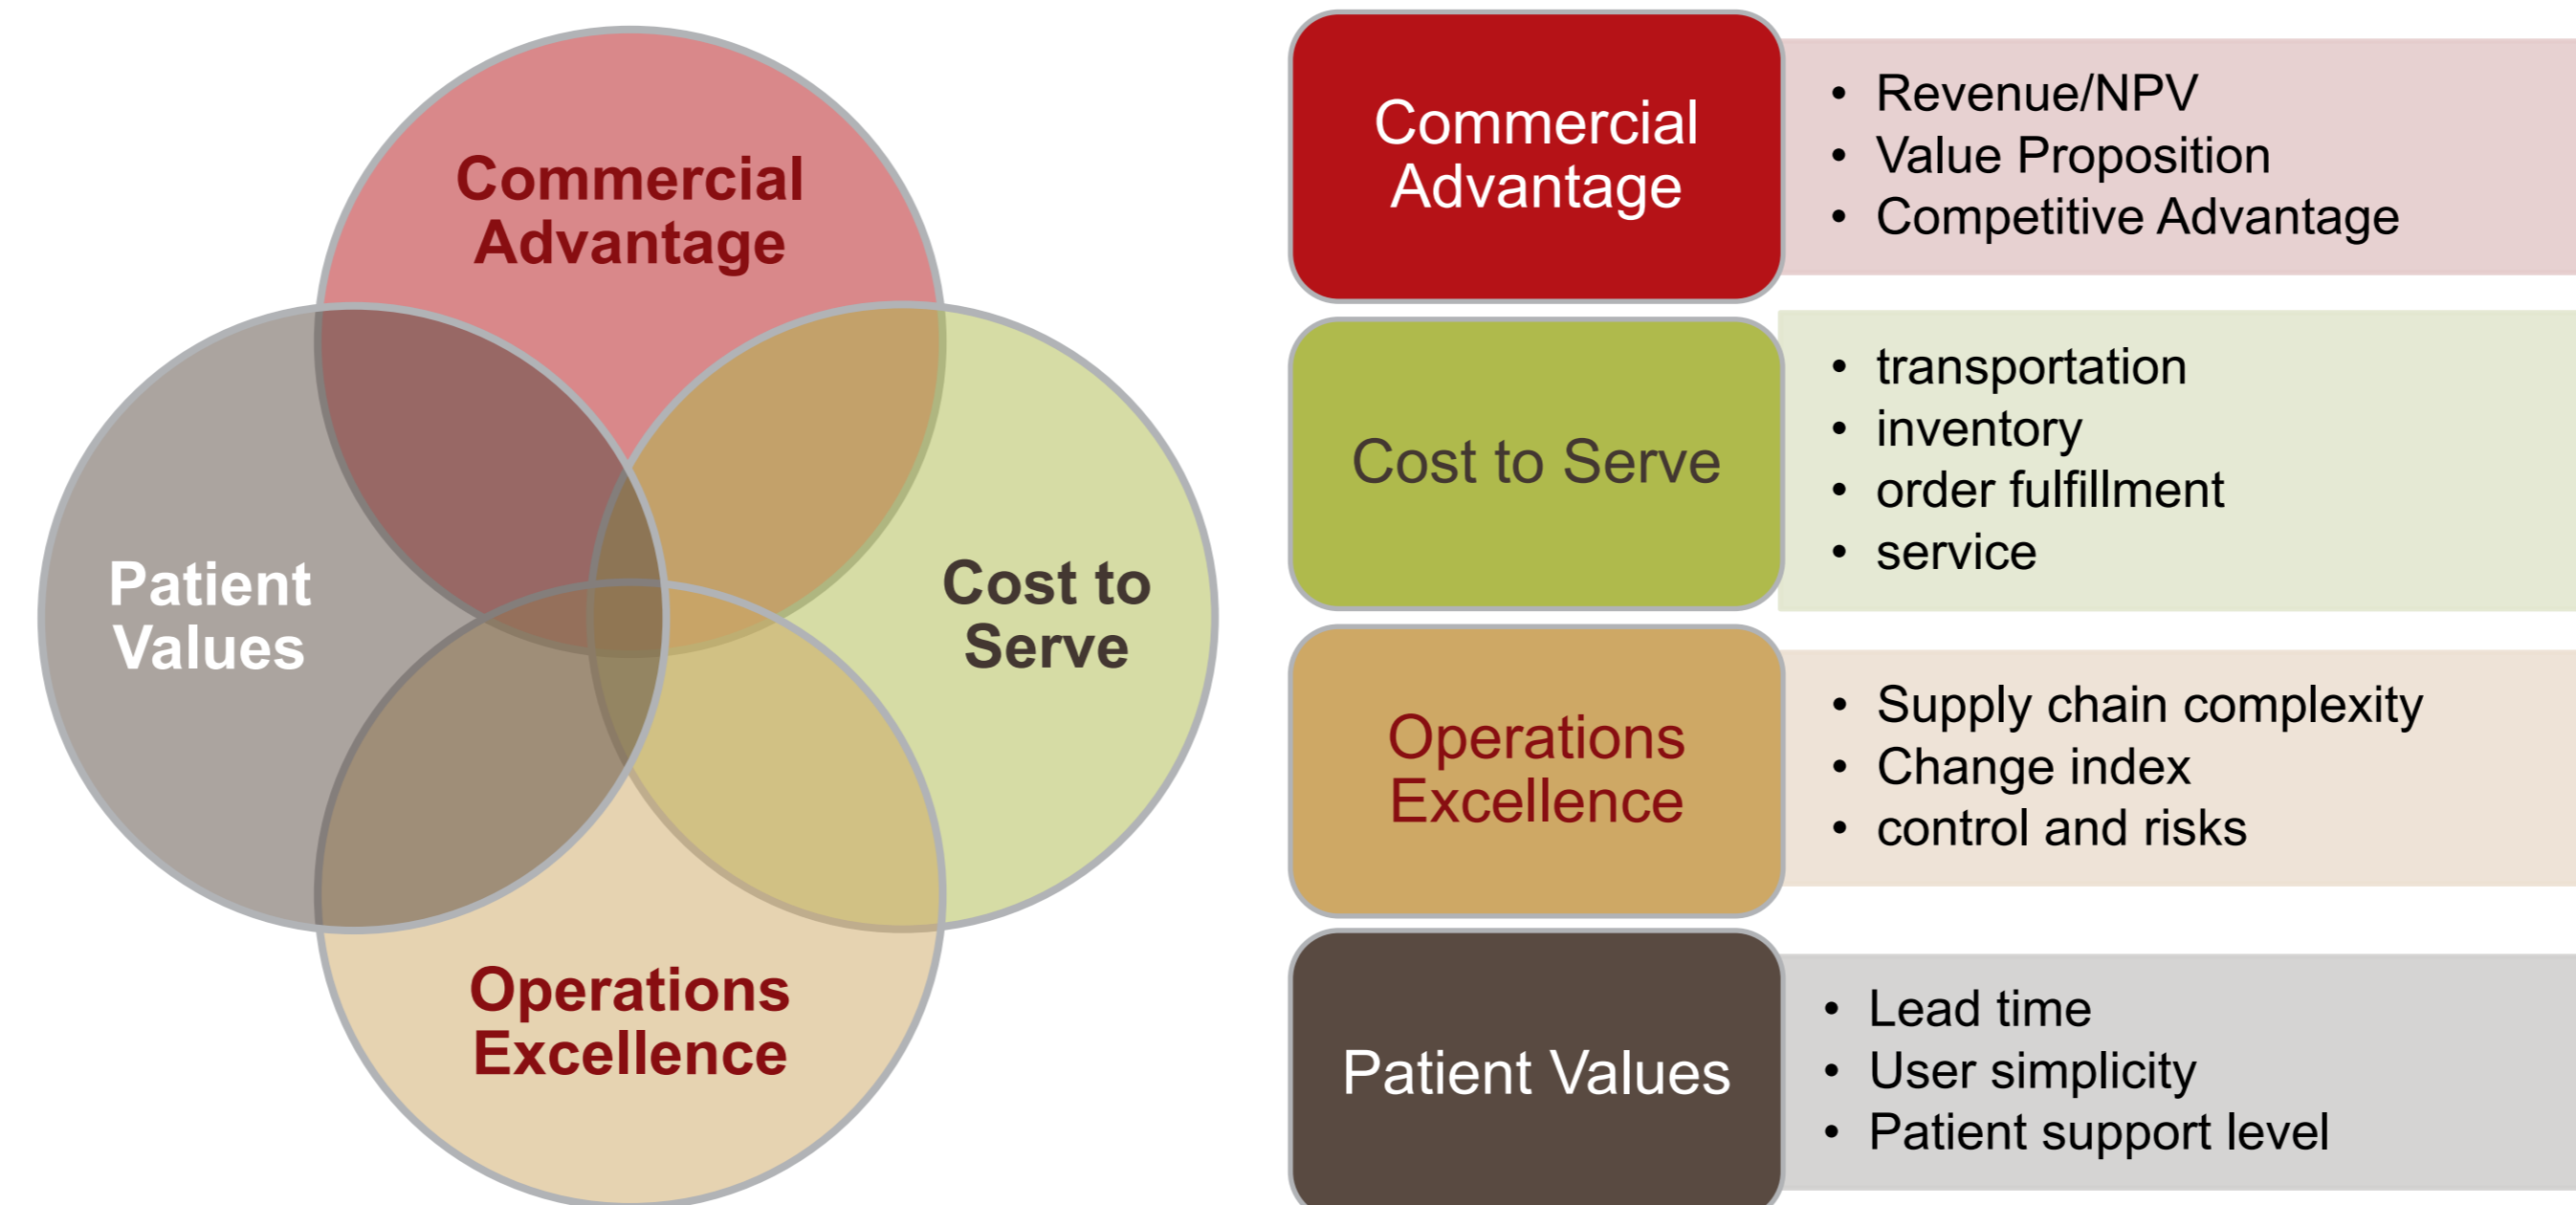 Commercial
Advantage
Patient
Values
Cost to
Serve
Operations
Excellence
Commercial
Advantage
• Revenue/NPV
• Value Proposition
• Competitive Advantage
Cost to Serve
• transportation
• inventory
• order fulfillment
• service
Operations
Excellence
• Supply chain complexity
• Change index
• control and risks
Patient Values
• Lead time
• User simplicity
• Patient support level